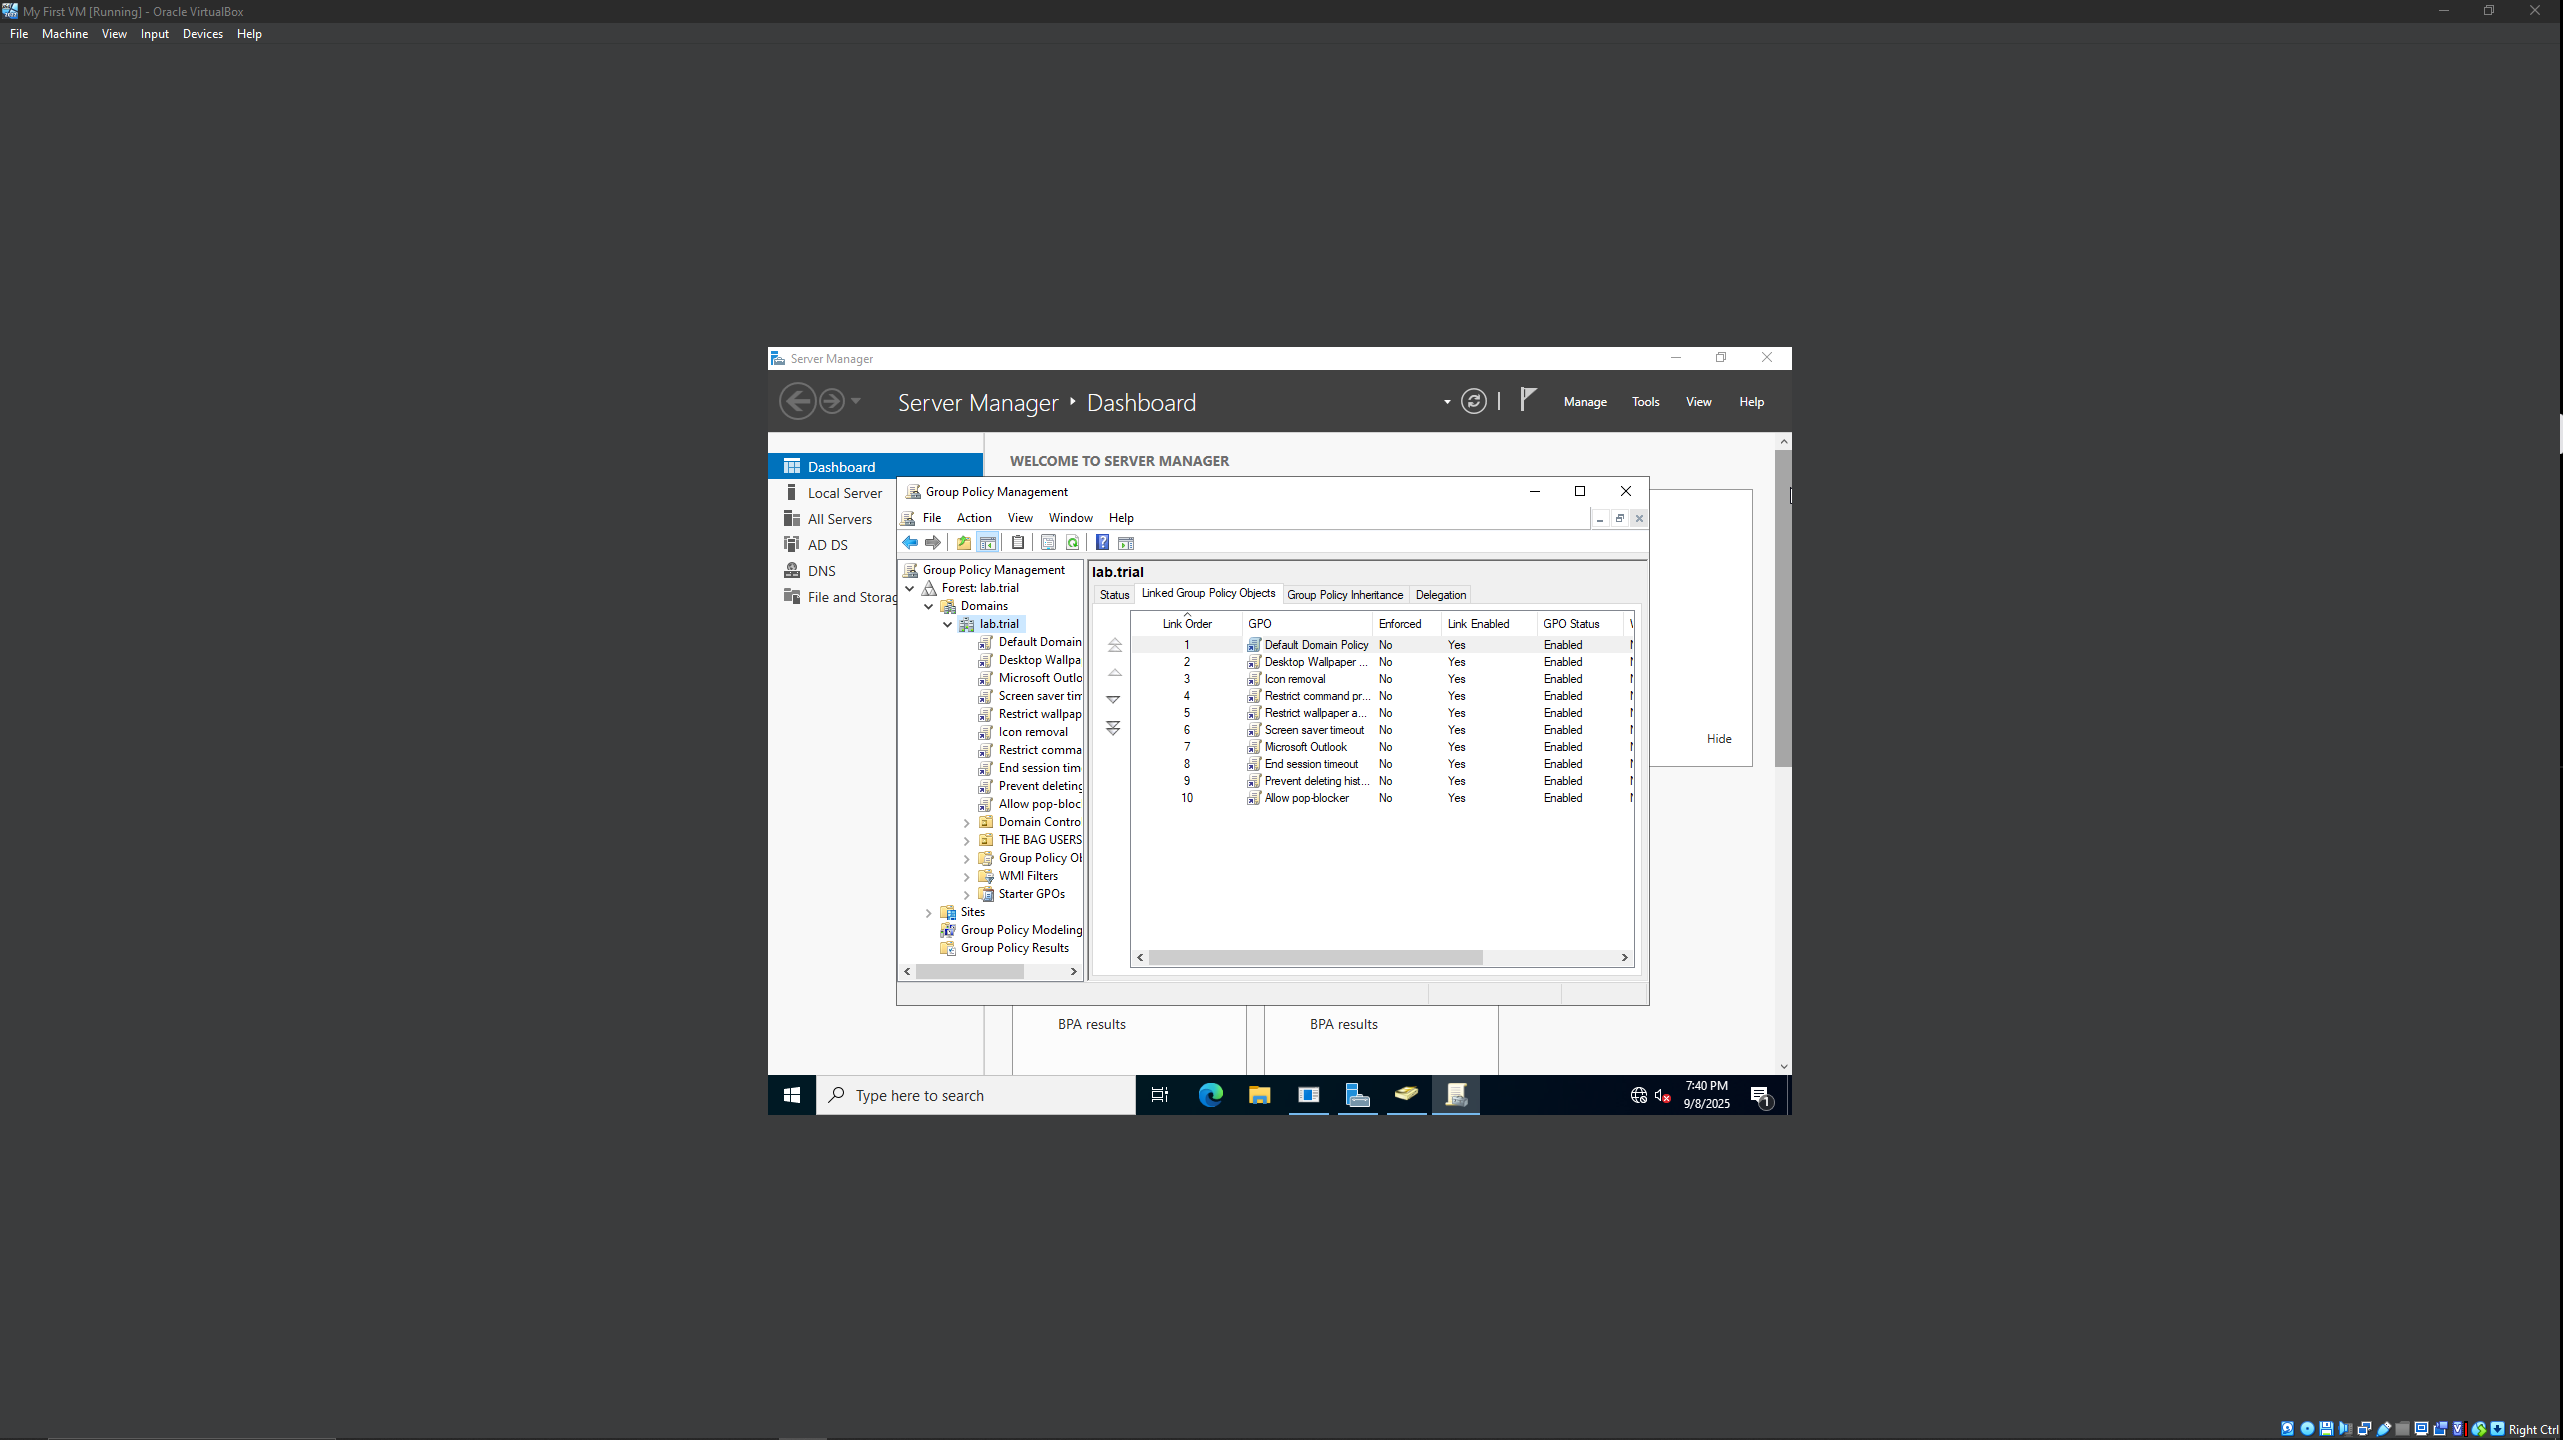 My First VM [Running] - Oracle VirtualBox
File Machine View Input Devices Help
Server Manager
Server Manager Dashboard
Manage Tools View Help
Dashboard
Local Server
All Servers
AD DS
DNS
File and Storag
WELCOME TO SERVER MANAGER
Hide
Group Policy Management
File Action View Window Help
Group Policy Management
Forest: lab.trial
Domains
lab.trial
Default Domain
Desktop Wallpa
Microsoft Outlo
Screen saver tim
Restrict wallpap
Icon removal
Restrict comma
End session tim
Prevent deleting
Allow pop-bloc
Domain Contro
THE BAG USERS
Group Policy Ob
WMI Filters
Starter GPOs
Sites
Group Policy Modeling
Group Policy Results
lab.trial
Status Linked Group Policy Objects Group Policy Inheritance Delegation
Link Order GPO Enforced Link Enabled GPO Status
1 Default Domain Policy No Yes Enabled
2 Desktop Wallpaper ... No Yes Enabled
3 Icon removal No Yes Enabled
4 Restrict command pr... No Yes Enabled
5 Restrict wallpaper a... No Yes Enabled
6 Screen saver timeout No Yes Enabled
7 Microsoft Outlook No Yes Enabled
8 End session timeout No Yes Enabled
9 Prevent deleting hist... No Yes Enabled
10 Allow pop-blocker No Yes Enabled
BPA results
BPA results
Type here to search
7:40 PM
9/8/2025
1
Right Ctrl